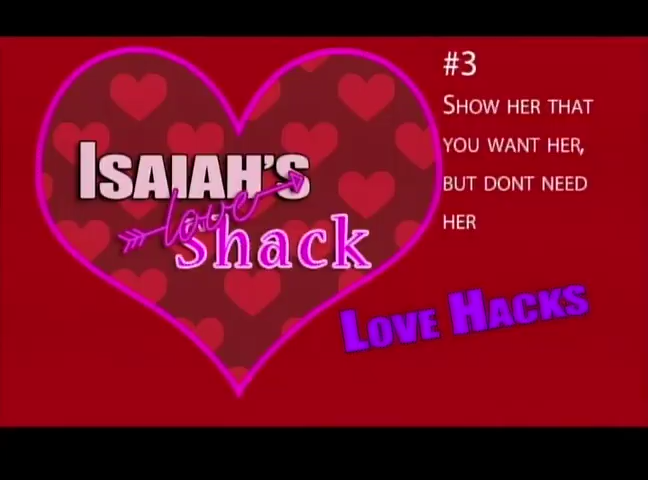 Isaiah's
love
shack
#3
Show her that
you want her,
but dont need
her
Love Hacks